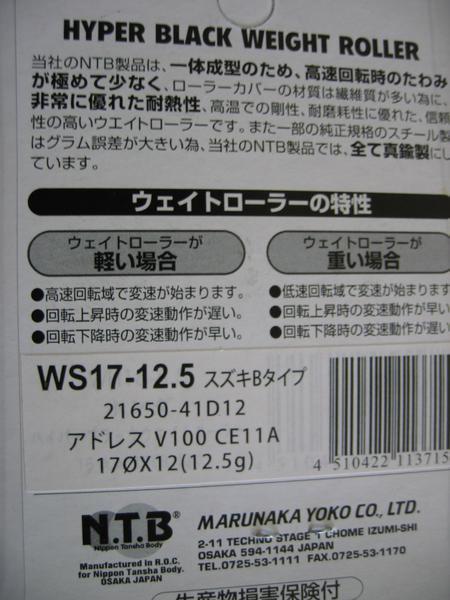 HYPER BLACK WEIGHT ROLLER
当社のNTB製品は、一体成型のため、高速回転時のたわみ
が極めて少なく、ローラーカバーの材質は繊維質が多い為に、
非常に優れた耐熱性、高温での剛性、耐磨耗性に優れた、信頼
性の高いウエイトローラーです。また一部の純正規格のスチール製
はグラム誤差が大きい為、当社のNTB製品では、全て真鍮製にし
ています。
ウェイトローラーの特性
ウェイトローラーが
軽い場合
●高速回転域で変速が始まります。
●回転上昇時の変速動作が遅い。
●回転下降時の変速動作が早い。
ウェイトローラーが
重い場合
●低速回転域で変速が始まります。
●回転上昇時の変速動作が早い。
●回転下降時の変速動作が遅い。
WS17-12.5 スズキBタイプ
21650-41D12
アドレス V100 CE11A
17ØX12(12.5g)
4 510422 113715
N.T.B®
Nippon Tansha Body
Manufactured in R.O.C.
for Nippon Tansha Body.
OSAKA JAPAN
MARUNAKA YOKO CO., LTD.
2-11 TECHNO STAGE 1 CHOME IZUMI-SHI
OSAKA 594-1144 JAPAN
TEL.0725-53-1111 FAX.0725-53-1170
生産物損害保険付